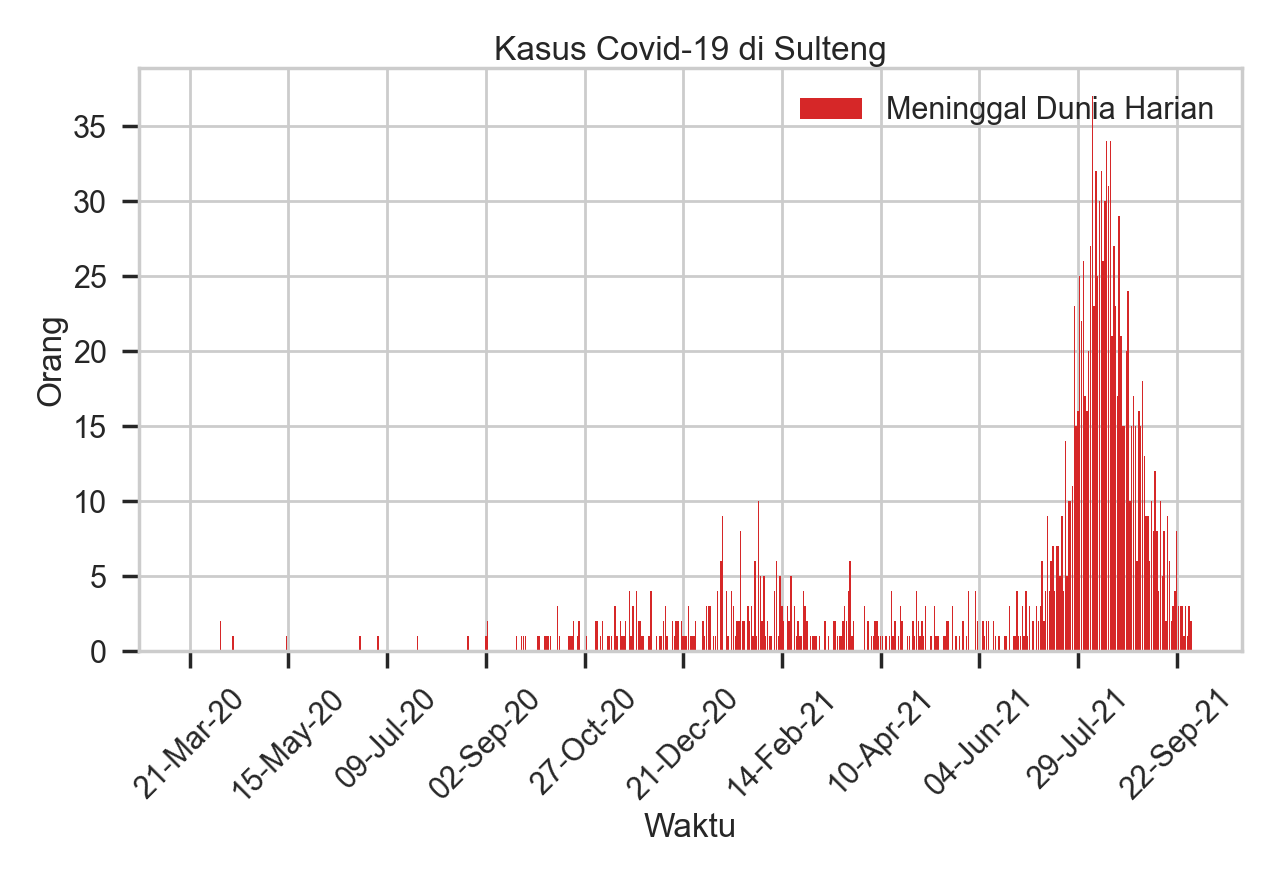 Kasus Covid-19 di Sulteng
Meninggal Dunia Harian
Orang
35
30
25
20
15
10
5
0
21-Mar-20
15-May-20
09-Jul-20
02-Sep-20
27-Oct-20
21-Dec-20
14-Feb-21
10-Apr-21
04-Jun-21
29-Jul-21
22-Sep-21
Waktu